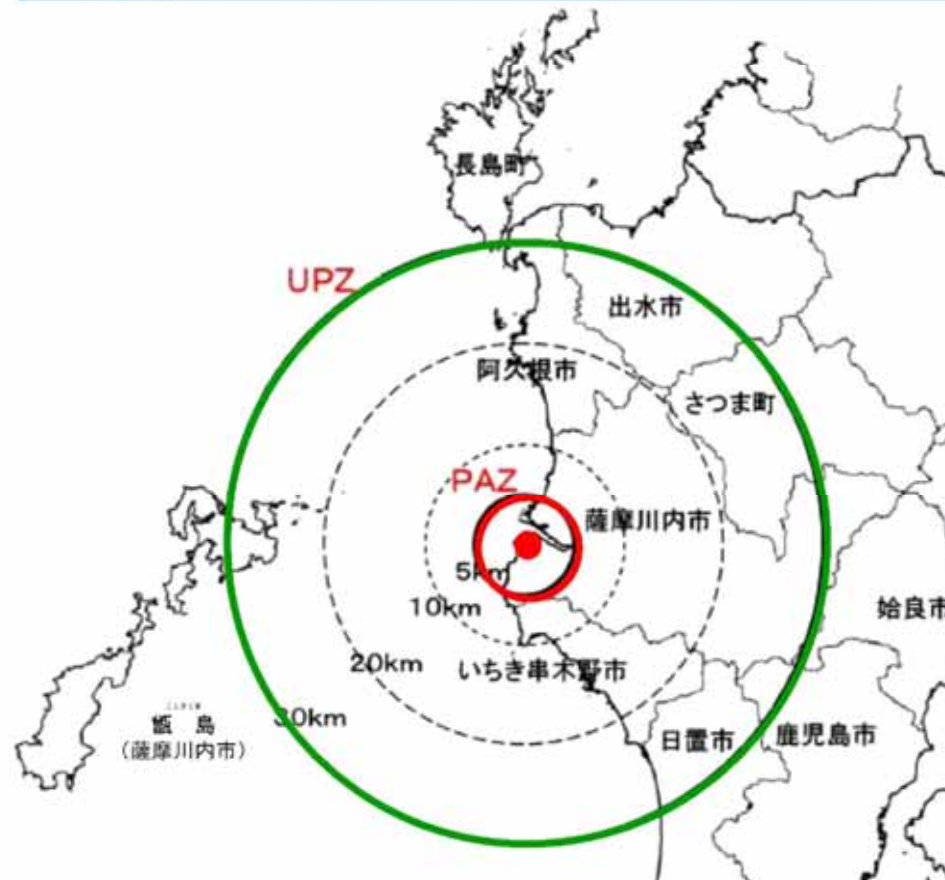 長島町
UPZ
出水市
阿久根市
さつま町
PAZ
薩摩川内市
5km
10km
姶良市
20km
いちき串木野市
30km
甑 島
(薩摩川内市)
日置市
鹿児島市